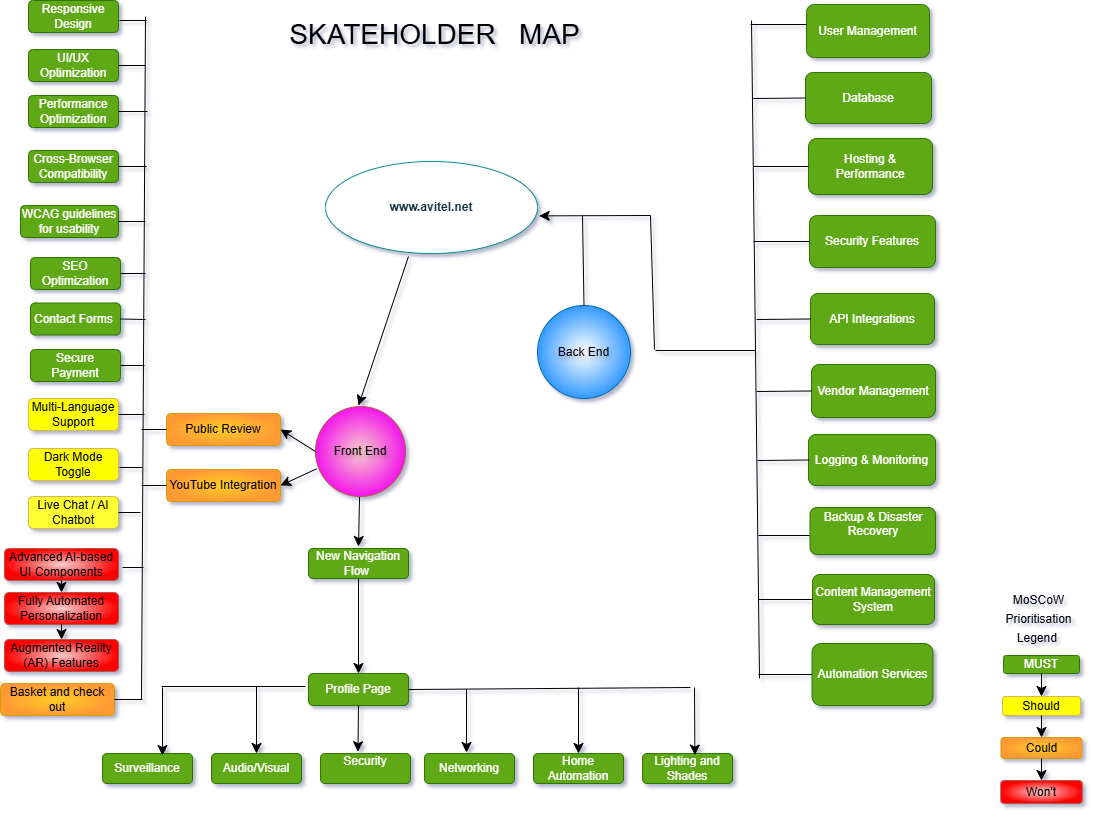 SKATEHOLDER MAP
Responsive
Design
UI/UX
Optimization
Performance
Optimization
Cross-Browser
Compatibility
WCAG guidelines
for usability
SEO
Optimization
Contact Forms
Secure
Payment
Multi-Language
Support
Dark Mode
Toggle
Live Chat / AI
Chatbot
Advanced AI-based
UI Components
Fully Automated
Personalization
Augmented Reality
(AR) Features
Basket and check
out
Public Review
YouTube Integration
www.avitel.net
Front End
Back End
New Navigation
Flow
Profile Page
Surveillance
Audio/Visual
Security
Networking
Home
Automation
Lighting and
Shades
User Management
Database
Hosting &
Performance
Security Features
API Integrations
Vendor Management
Logging & Monitoring
Backup & Disaster
Recovery
Content Management
System
Automation Services
MoSCoW
Prioritisation
Legend
MUST
Should
Could
Won't